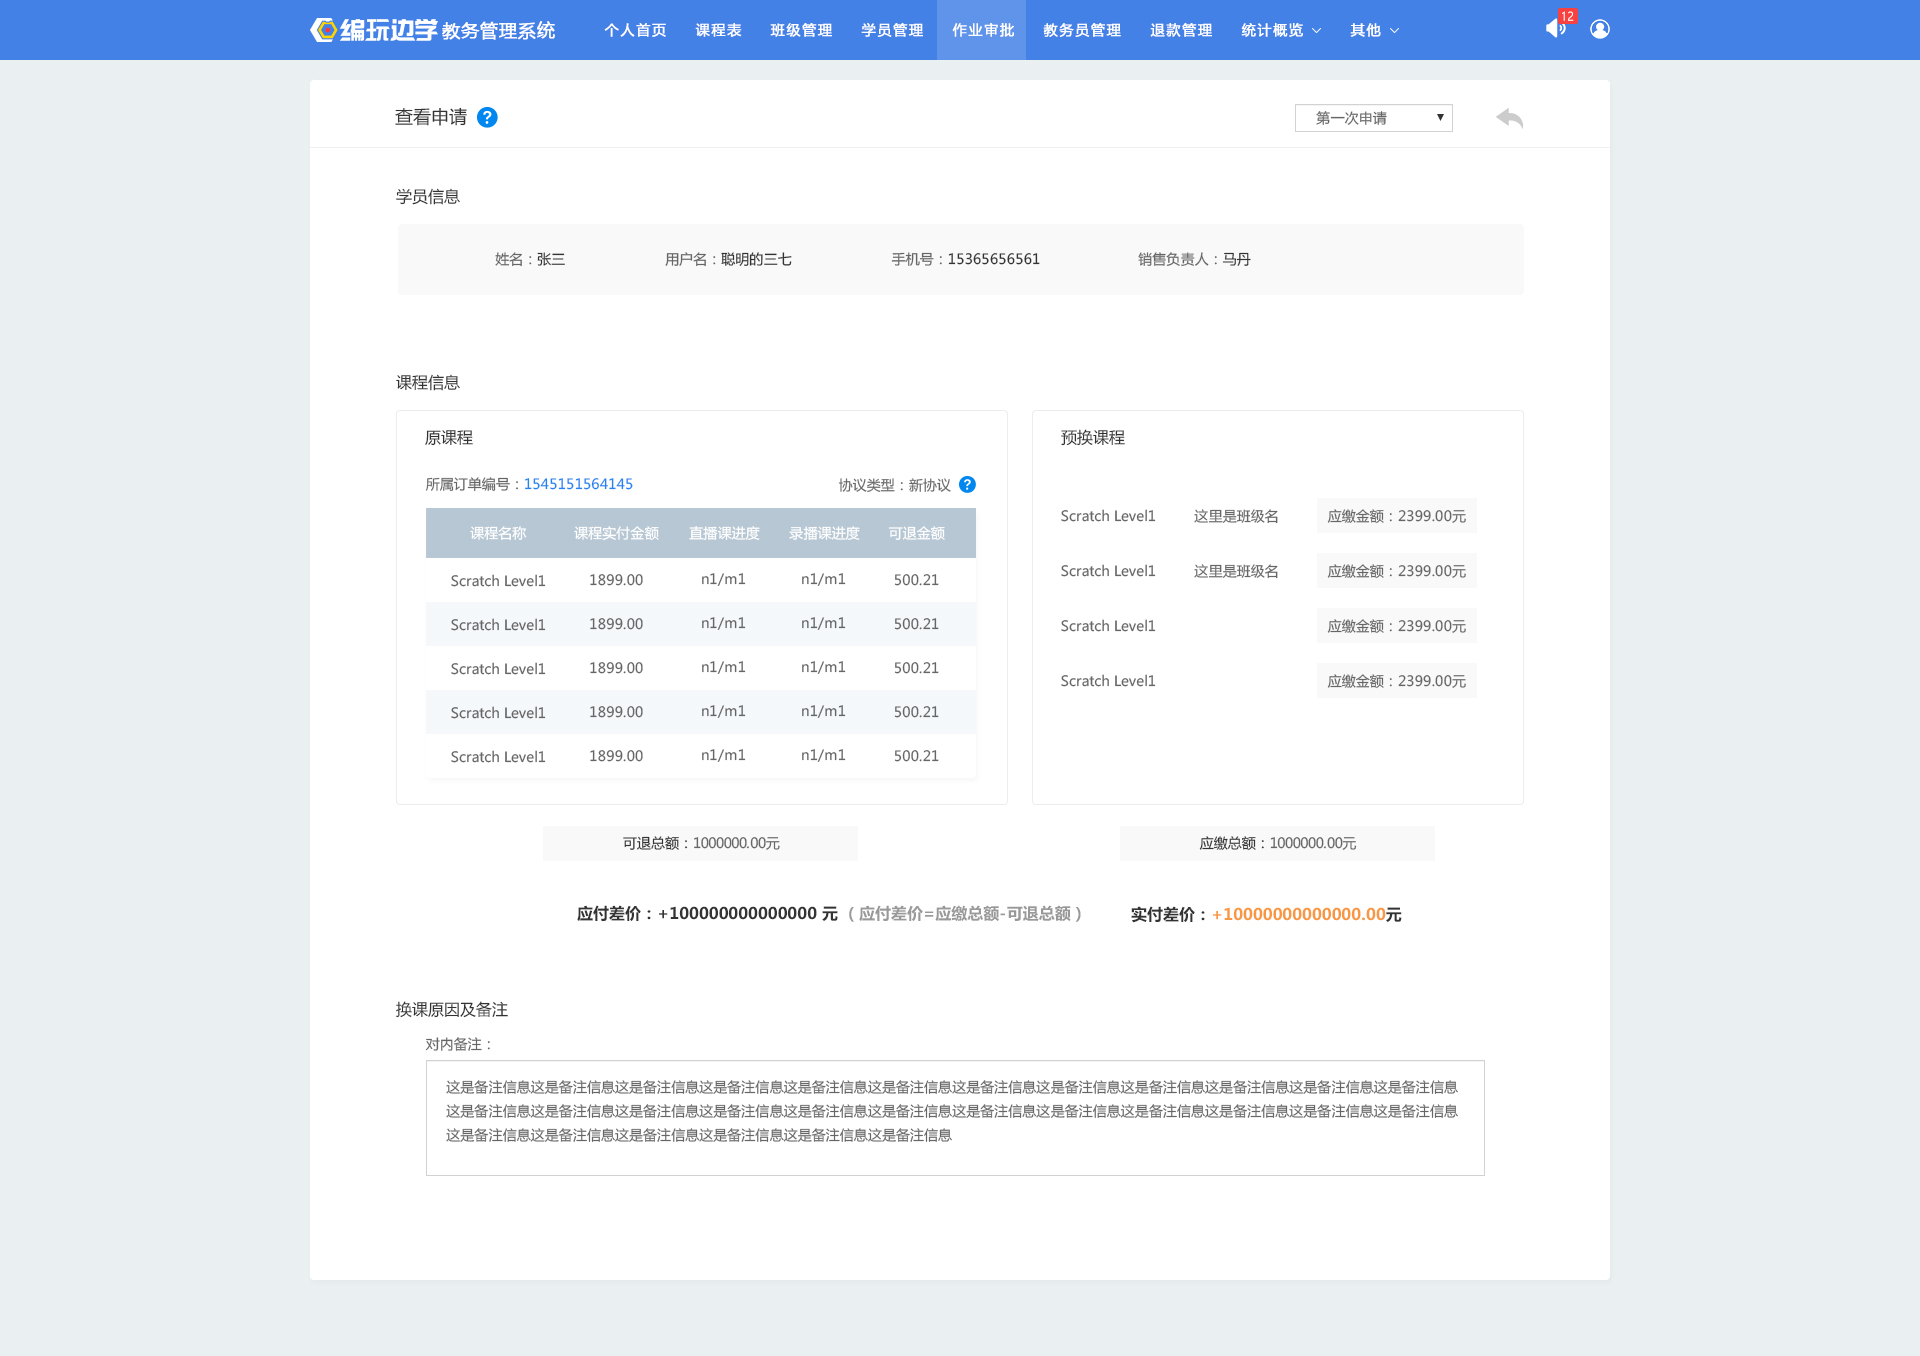 编玩边学 教务管理系统 个人首页 课程表 班级管理 学员管理 作业审批 教务员管理 退款管理 统计概览 其他 12
查看申请 ? 第一次申请
学员信息
姓名：张三 用户名：聪明的三七 手机号：15365656561 销售负责人：马丹
课程信息
原课程
所属订单编号：1545151564145 协议类型：新协议 ?
课程名称 课程实付金额 直播课进度 录播课进度 可退金额
Scratch Level1 1899.00 n1/m1 n1/m1 500.21
Scratch Level1 1899.00 n1/m1 n1/m1 500.21
Scratch Level1 1899.00 n1/m1 n1/m1 500.21
Scratch Level1 1899.00 n1/m1 n1/m1 500.21
Scratch Level1 1899.00 n1/m1 n1/m1 500.21
预换课程
Scratch Level1 这里是班级名 应缴金额：2399.00元
Scratch Level1 这里是班级名 应缴金额：2399.00元
Scratch Level1 应缴金额：2399.00元
Scratch Level1 应缴金额：2399.00元
可退总额：1000000.00元 应缴总额：1000000.00元
应付差价：+100000000000000 元（ 应付差价=应缴总额-可退总额 ） 实付差价：+10000000000000.00元
换课原因及备注
对内备注：
这是备注信息这是备注信息这是备注信息这是备注信息这是备注信息这是备注信息这是备注信息这是备注信息这是备注信息这是备注信息这是备注信息这是备注信息
这是备注信息这是备注信息这是备注信息这是备注信息这是备注信息这是备注信息这是备注信息这是备注信息这是备注信息这是备注信息这是备注信息这是备注信息
这是备注信息这是备注信息这是备注信息这是备注信息这是备注信息这是备注信息